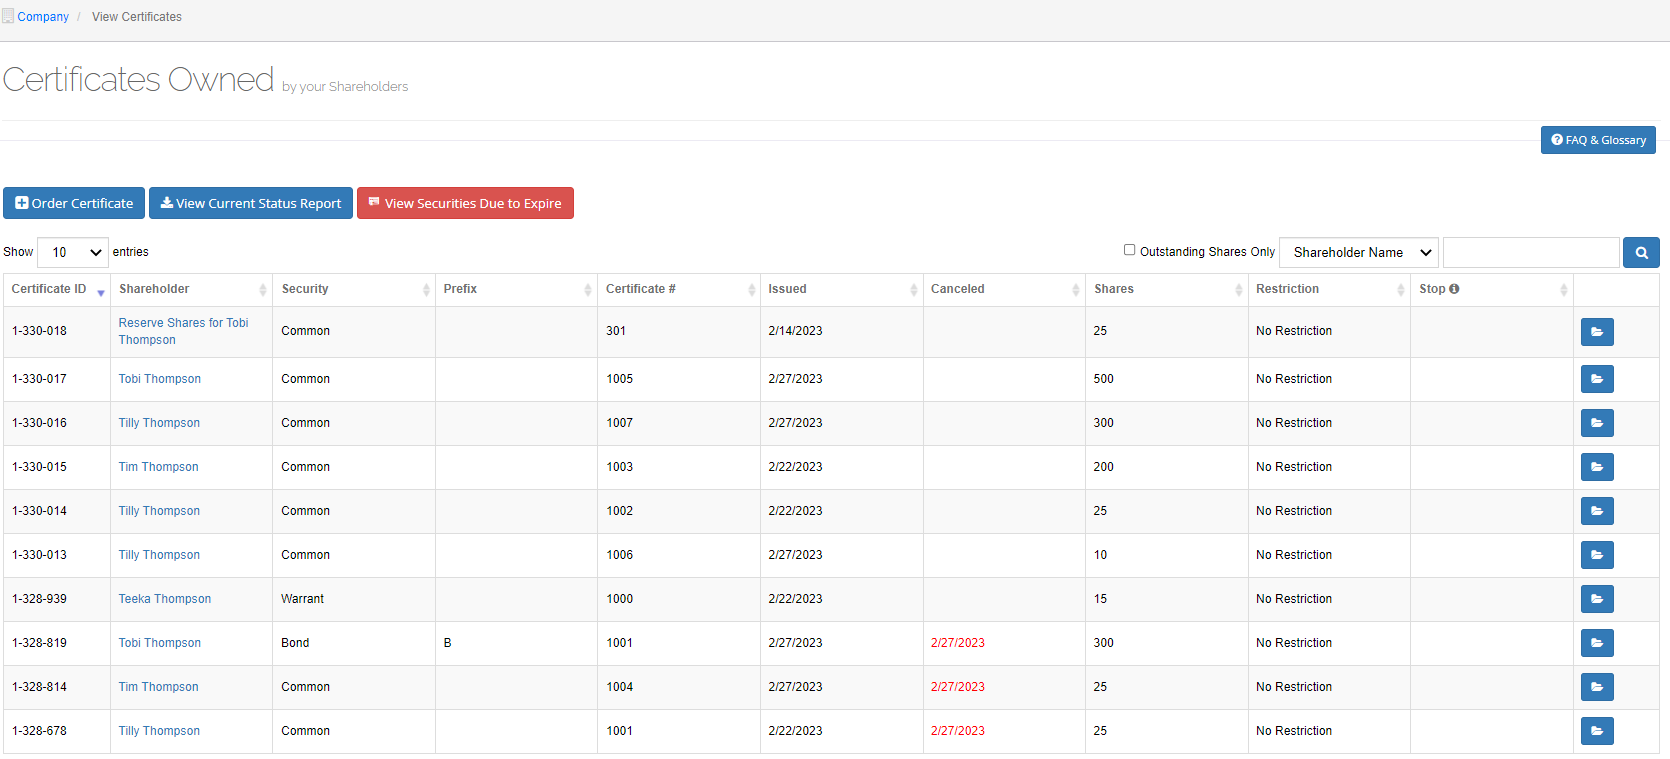 Company / View Certificates
Certificates Owned by your Shareholders
FAQ & Glossary
Order Certificate View Current Status Report View Securities Due to Expire
Show 10 entries Outstanding Shares Only Shareholder Name
Certificate ID Shareholder Security Prefix Certificate # Issued Canceled Shares Restriction Stop
1-330-018 Reserve Shares for Tobi Thompson Common 301 2/14/2023 25 No Restriction
1-330-017 Tobi Thompson Common 1005 2/27/2023 500 No Restriction
1-330-016 Tilly Thompson Common 1007 2/27/2023 300 No Restriction
1-330-015 Tim Thompson Common 1003 2/22/2023 200 No Restriction
1-330-014 Tilly Thompson Common 1002 2/22/2023 25 No Restriction
1-330-013 Tilly Thompson Common 1006 2/27/2023 10 No Restriction
1-328-939 Teeka Thompson Warrant 1000 2/22/2023 15 No Restriction
1-328-819 Tobi Thompson Bond B 1001 2/27/2023 2/27/2023 300 No Restriction
1-328-814 Tim Thompson Common 1004 2/27/2023 2/27/2023 25 No Restriction
1-328-678 Tilly Thompson Common 1001 2/22/2023 2/27/2023 25 No Restriction